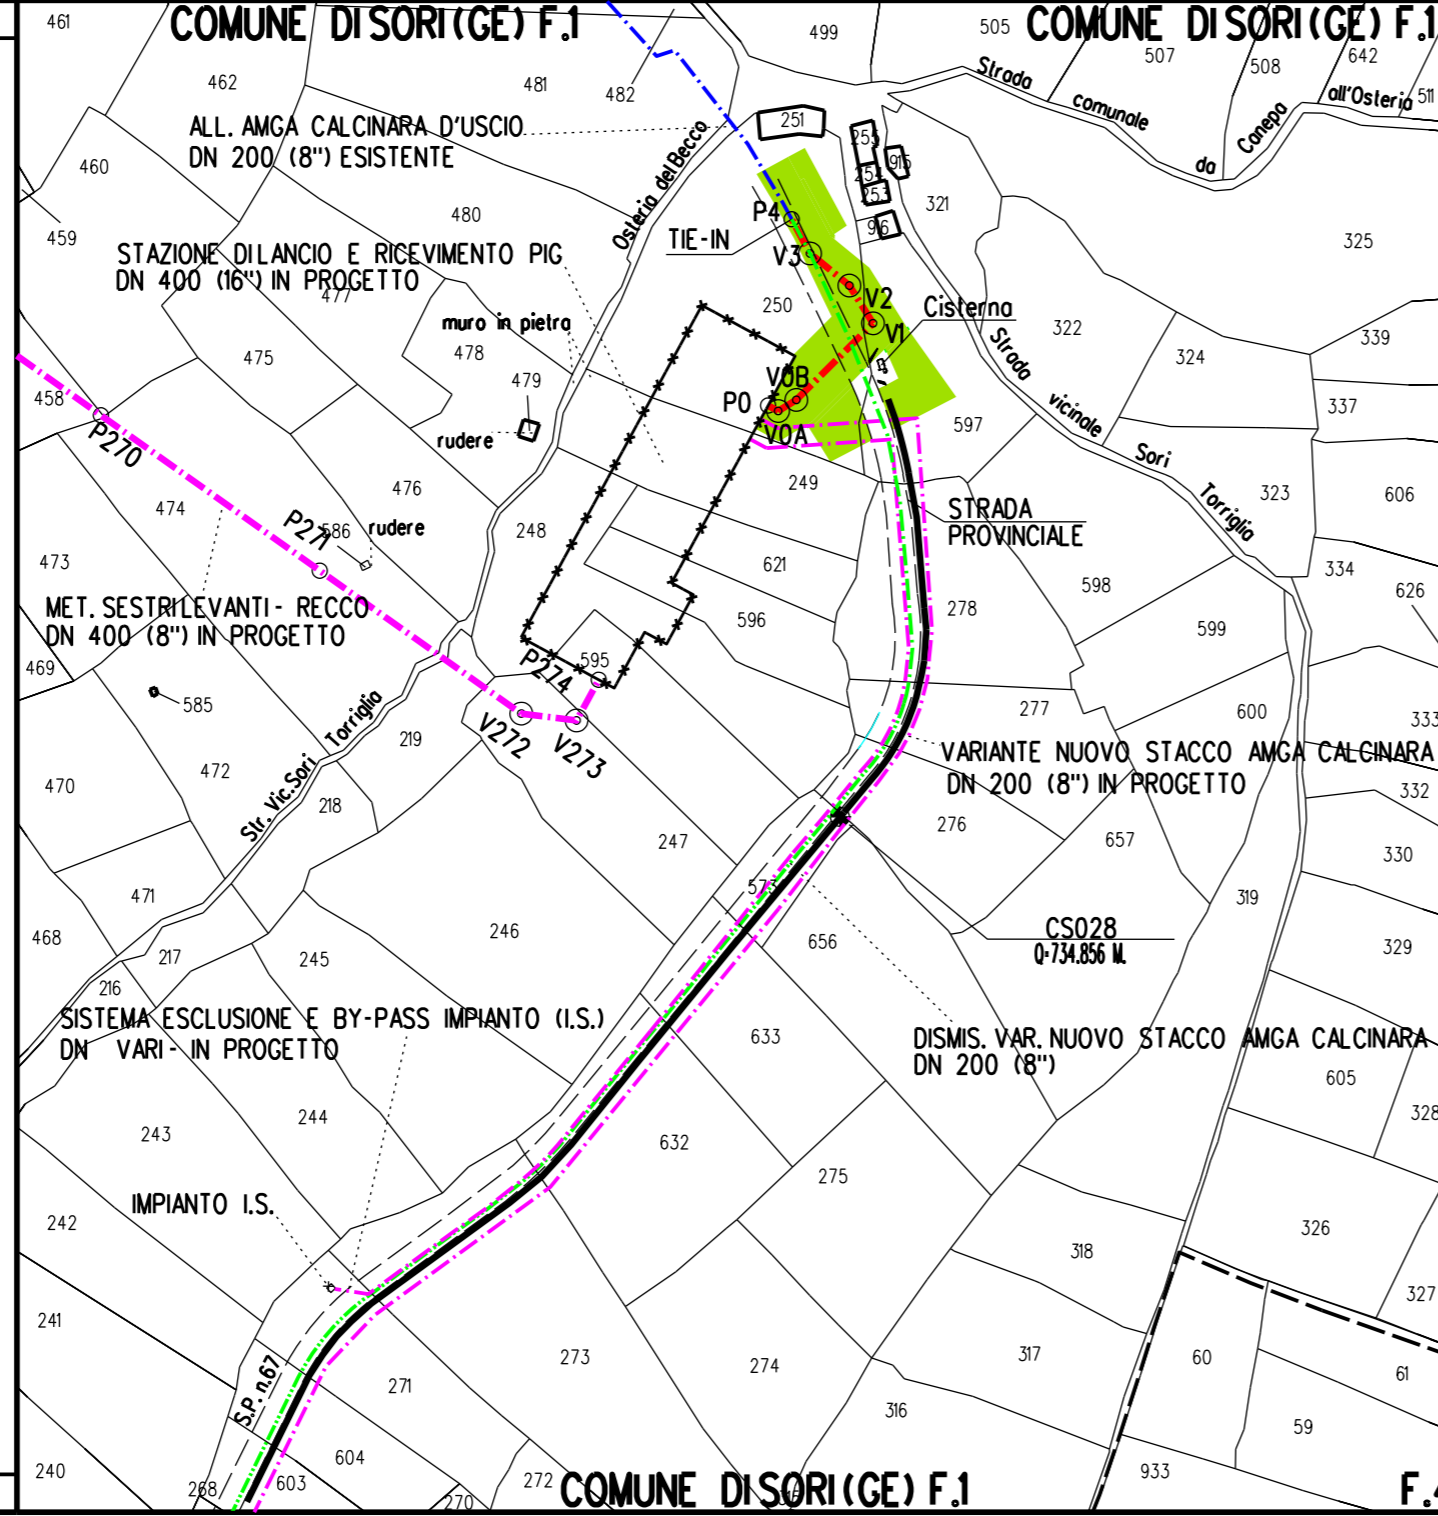 COMUNE DI SORI (GE) F.1
COMUNE DI SORI (GE) F.1
461
462
481
482
499
505
507
508
642
511
Strada comunale da Canepa all'Osteria
ALL. AMGA CALCINARA D'USCIO
DN 200 (8") ESISTENTE
251
255
254
253
915
916
321
325
460
459
480
Osteria del Becco
P4
TIE-IN
V3
V2
V1
Cisterna
STAZIONE DI LANCIO E RICEVIMENTO PIG
DN 400 (16") IN PROGETTO
477
475
muro in pietra
478
479
rudere
250
V0B
P0
V0A
322
324
339
337
Strada vicinale Sori Torriglia
597
458
P270
474
476
P271
586
rudere
248
249
621
596
STRADA
PROVINCIALE
598
278
323
606
334
626
599
473
MET. SESTRI LEVANTI - RECCO
DN 400 (8") IN PROGETTO
469
585
595
P274
V272
V273
219
218
Str. Vic. Sori Torriglia
472
470
471
468
277
600
333
VARIANTE NUOVO STACCO AMGA CALCINARA
DN 200 (8") IN PROGETTO
332
276
657
330
247
573
319
246
656
CS028
Q=734.856 M.
329
217
216
245
SISTEMA ESCLUSIONE E BY-PASS IMPIANTO (I.S.)
DN VARI - IN PROGETTO
633
DISMIS. VAR. NUOVO STACCO AMGA CALCINARA
DN 200 (8")
605
328
243
244
632
275
IMPIANTO I.S.
242
318
326
327
241
S.P. n.67
271
273
274
317
60
61
316
59
240
268
603
604
270
272
933
COMUNE DI SORI (GE) F.1